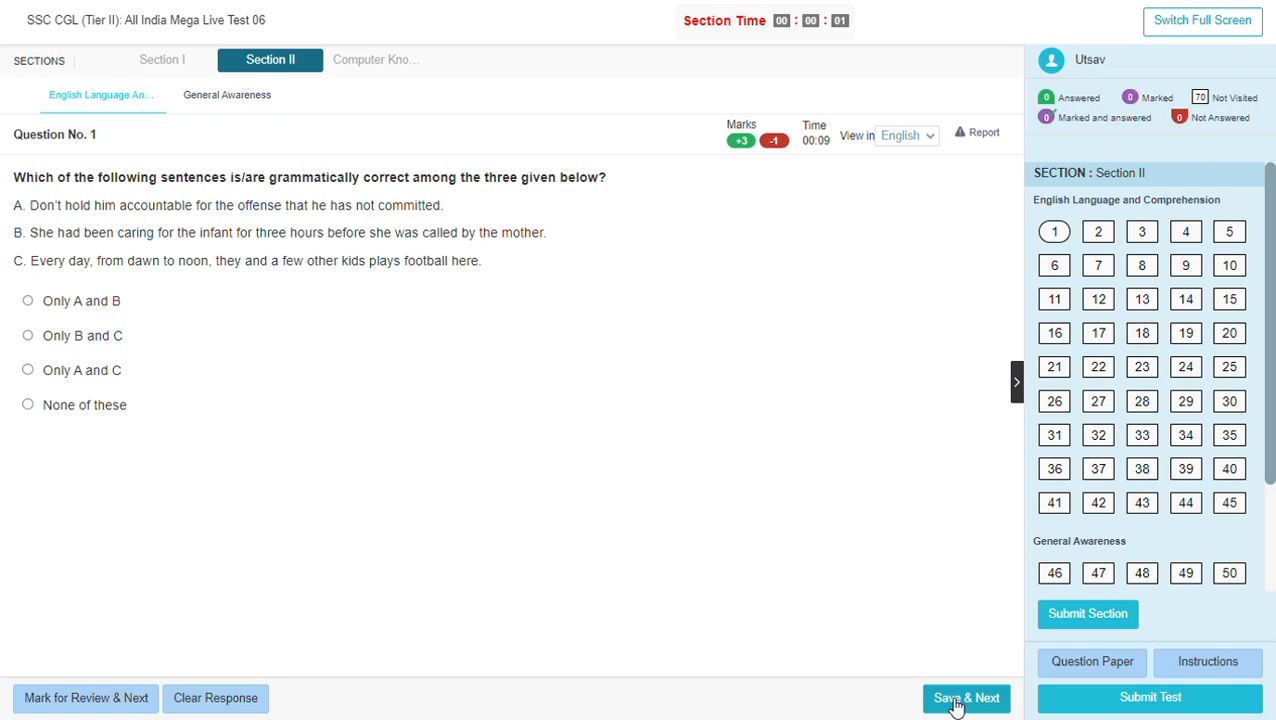 SSC CGL (Tier II): All India Mega Live Test 06
Section Time 00 : 00 : 01
Switch Full Screen
SECTIONS
Section I
Section II
Computer Kno...
Utsav
English Language An...
General Awareness
0 Answered
0 Marked
70 Not Visited
0 Marked and answered
0 Not Answered
Question No. 1
Marks
+3 -1
Time
00:09
View in English
Report
SECTION : Section II
English Language and Comprehension
Which of the following sentences is/are grammatically correct among the three given below?
A. Don't hold him accountable for the offense that he has not committed.
B. She had been caring for the infant for three hours before she was called by the mother.
C. Every day, from dawn to noon, they and a few other kids plays football here.
Only A and B
Only B and C
Only A and C
None of these
1 2 3 4 5
6 7 8 9 10
11 12 13 14 15
16 17 18 19 20
21 22 23 24 25
26 27 28 29 30
31 32 33 34 35
36 37 38 39 40
41 42 43 44 45
General Awareness
46 47 48 49 50
Submit Section
Question Paper
Instructions
Mark for Review & Next
Clear Response
Save & Next
Submit Test